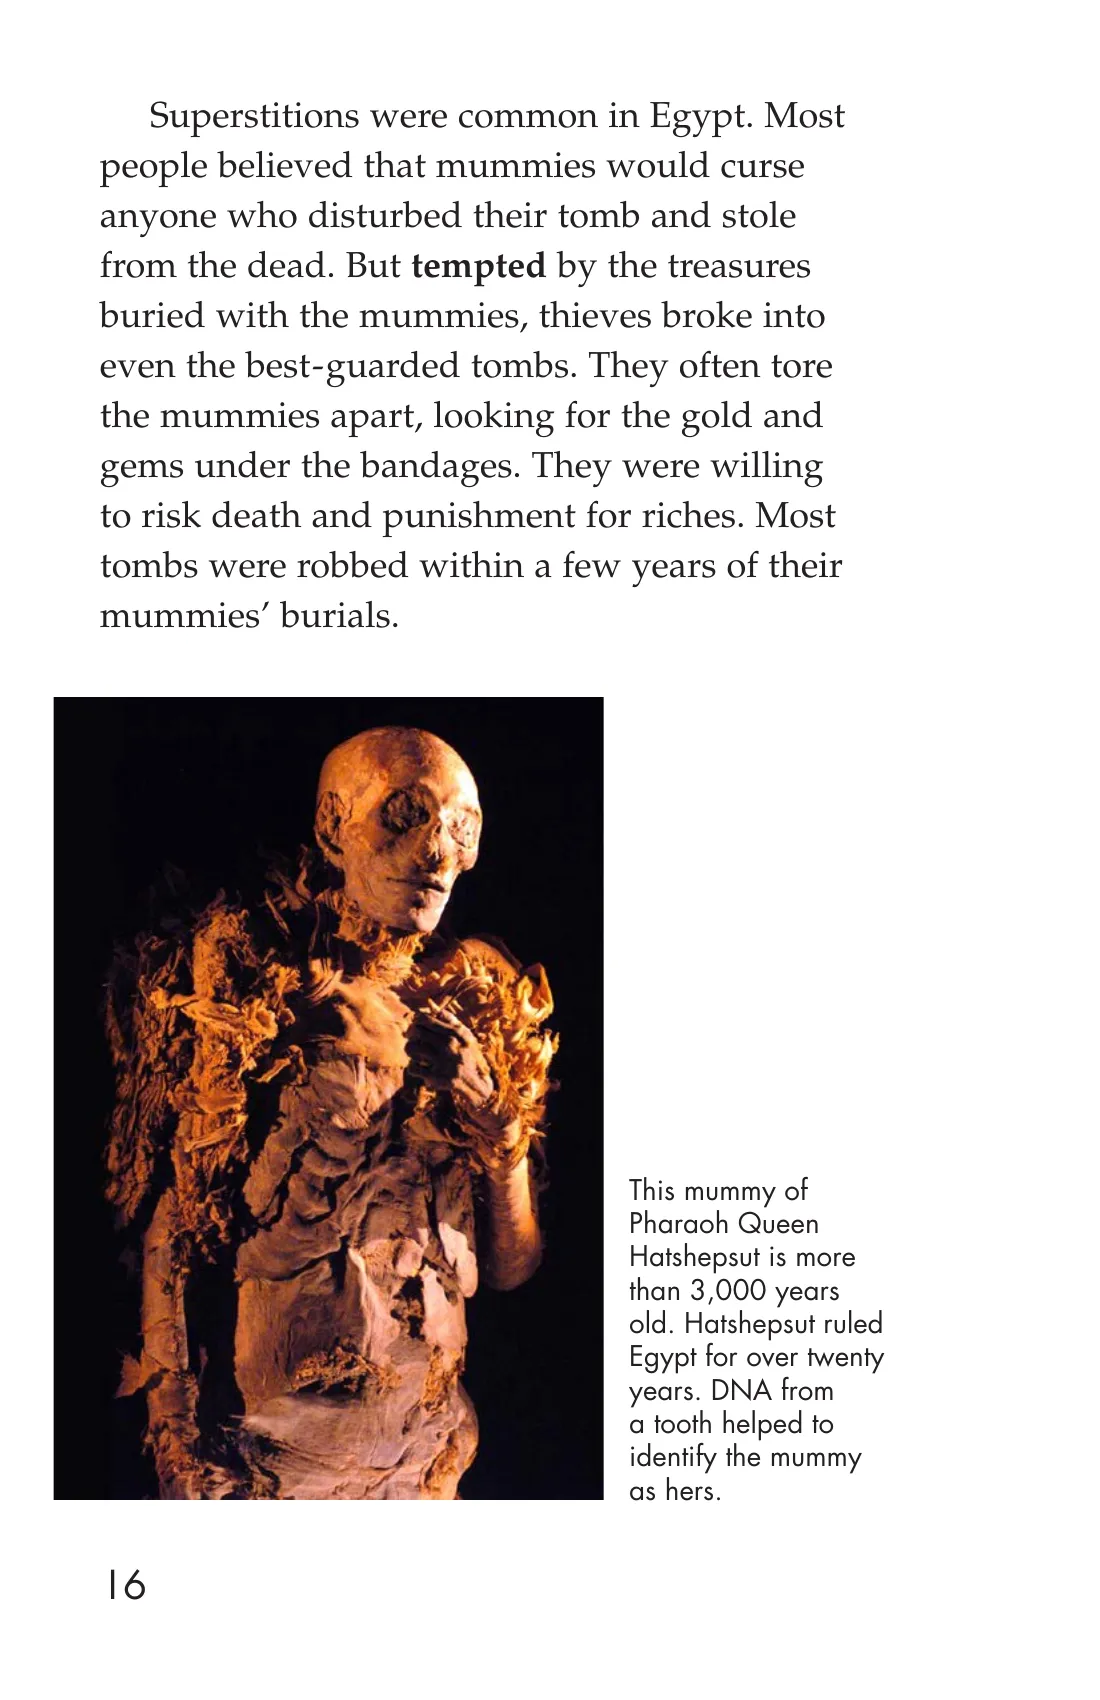 Superstitions were common in Egypt. Most
people believed that mummies would curse
anyone who disturbed their tomb and stole
from the dead. But tempted by the treasures
buried with the mummies, thieves broke into
even the best-guarded tombs. They often tore
the mummies apart, looking for the gold and
gems under the bandages. They were willing
to risk death and punishment for riches. Most
tombs were robbed within a few years of their
mummies’ burials.
This mummy of
Pharaoh Queen
Hatshepsut is more
than 3,000 years
old. Hatshepsut ruled
Egypt for over twenty
years. DNA from
a tooth helped to
identify the mummy
as hers.
16